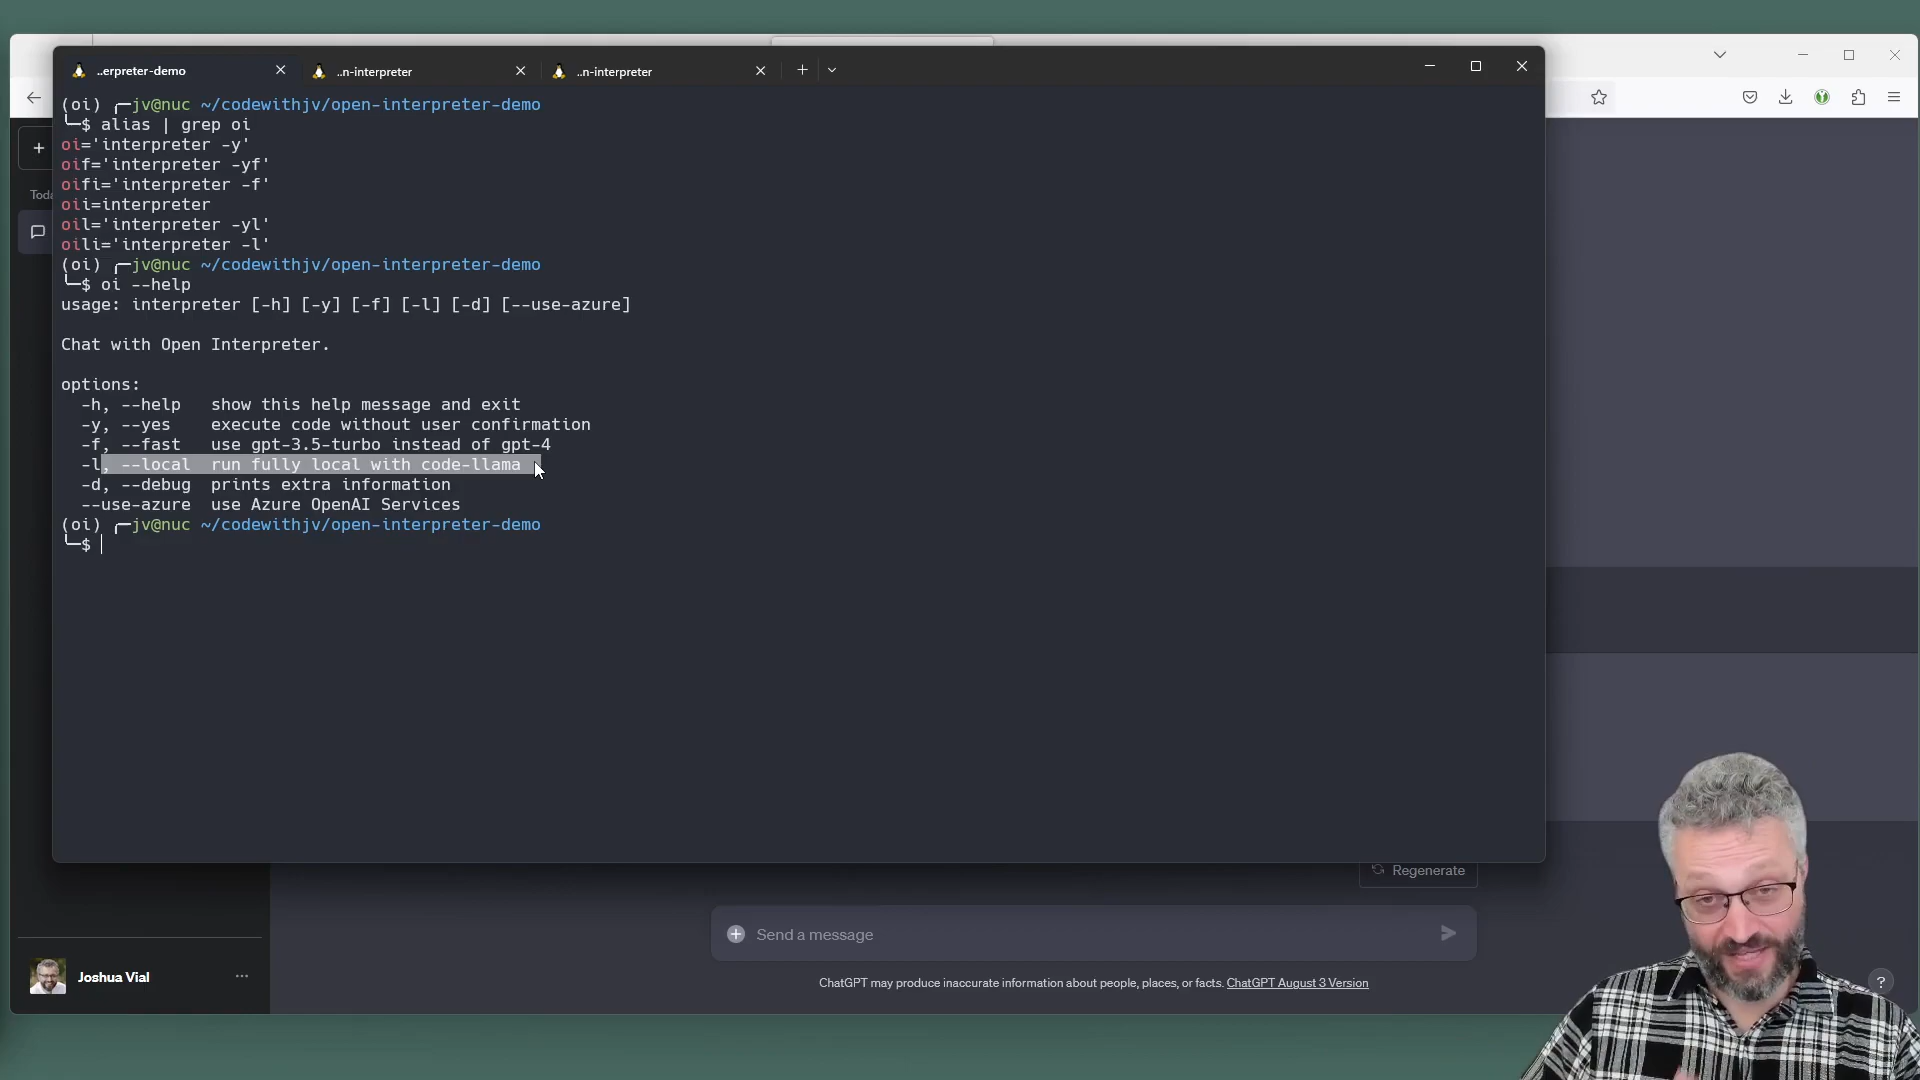 ..erpreter-demo
..n-interpreter
..n-interpreter
(oi) ╭─jv@nuc ~/codewithjv/open-interpreter-demo
╰─$ alias | grep oi
oi='interpreter -y'
oif='interpreter -yf'
oifi='interpreter -f'
oii=interpreter
oil='interpreter -yl'
oili='interpreter -l'
(oi) ╭─jv@nuc ~/codewithjv/open-interpreter-demo
╰─$ oi --help
usage: interpreter [-h] [-y] [-f] [-l] [-d] [--use-azure]
Chat with Open Interpreter.
options:
-h, --help   show this help message and exit
-y, --yes    execute code without user confirmation
-f, --fast   use gpt-3.5-turbo instead of gpt-4
-l, --local  run fully local with code-llama
-d, --debug  prints extra information
--use-azure  use Azure OpenAI Services
(oi) ╭─jv@nuc ~/codewithjv/open-interpreter-demo
╰─$
Regenerate
Send a message
ChatGPT may produce inaccurate information about people, places, or facts. ChatGPT August 3 Version
Joshua Vial
?